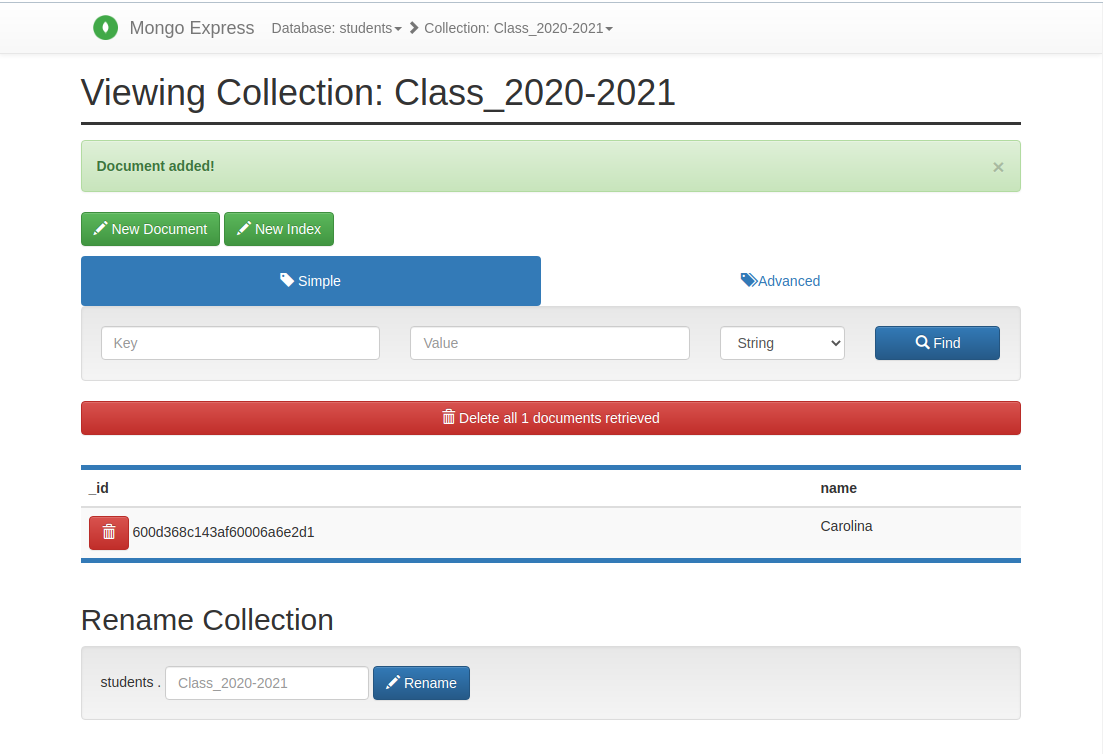 Mongo Express Database: students Collection: Class_2020-2021
Viewing Collection: Class_2020-2021
Document added! ×
New Document New Index
Simple Advanced
Key Value String Find
Delete all 1 documents retrieved
_id name
600d368c143af60006a6e2d1 Carolina
Rename Collection
students . Class_2020-2021 Rename